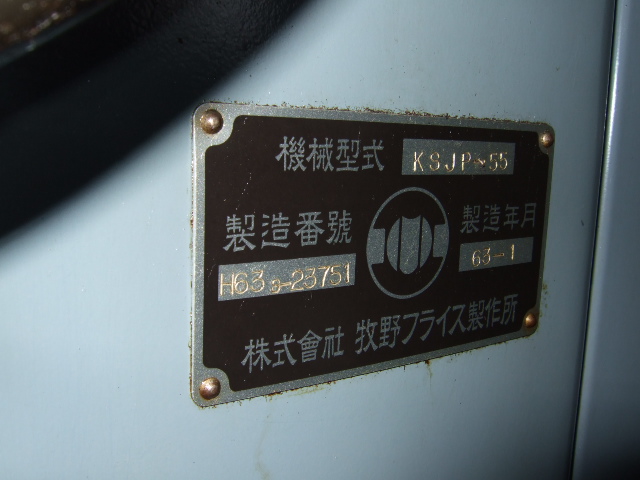 機械型式 KSJP-55
製造番號 製造年月
H63 3-23751 63-1
株式會社 牧野フライス製作所